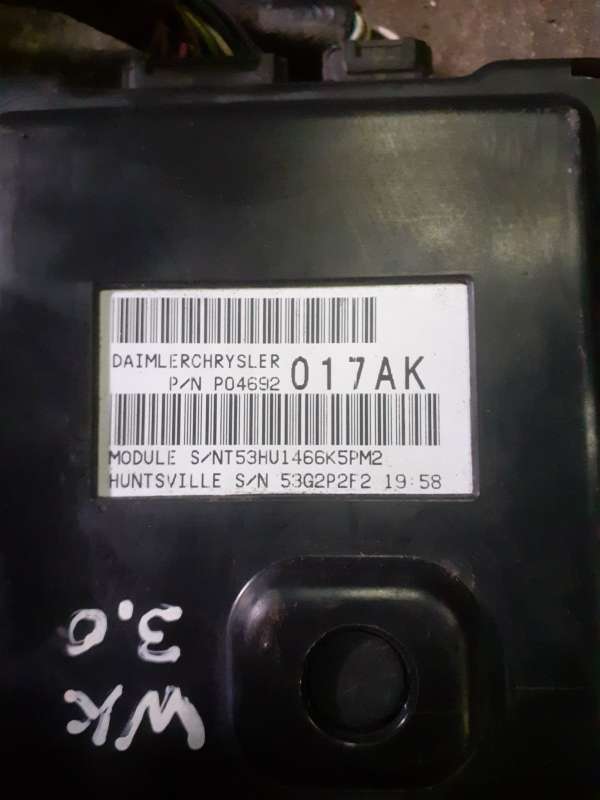 DAIMLERCHRYSLER
P/N P04692 017AK
MODULE S/NT53HU1466K5PM2
HUNTSVILLE S/N 53G2P2F2 19:58
3.0
WK